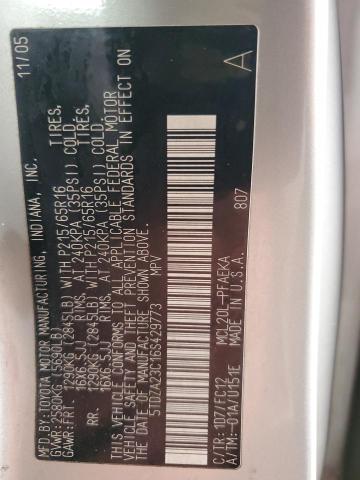 MFD BY:TOYOTA MOTOR MANUFACTURING, INDIANA, INC. 11/05
GVWR:2580KG (5690LB)
GAWR:FRT. 1290KG (2845LB) WITH P215/65R16 TIRES,
16X6.5JJ RIMS, AT 240KPA (35PSI) COLD.
RR. 1290KG (2845LB) WITH P215/65R16 TIRES,
16X6.5JJ RIMS, AT 240KPA (35PSI) COLD.
THIS VEHICLE CONFORMS TO ALL APPLICABLE FEDERAL MOTOR
VEHICLE SAFETY AND THEFT PREVENTION STANDARDS IN EFFECT ON
THE DATE OF MANUFACTURE SHOWN ABOVE.
5TDZA23C16S429773 MPV
A
807
C/TR: 1D7/FC12 MCL20L-PFAEKA
A/TM:-01A/U151E MADE IN U.S.A.